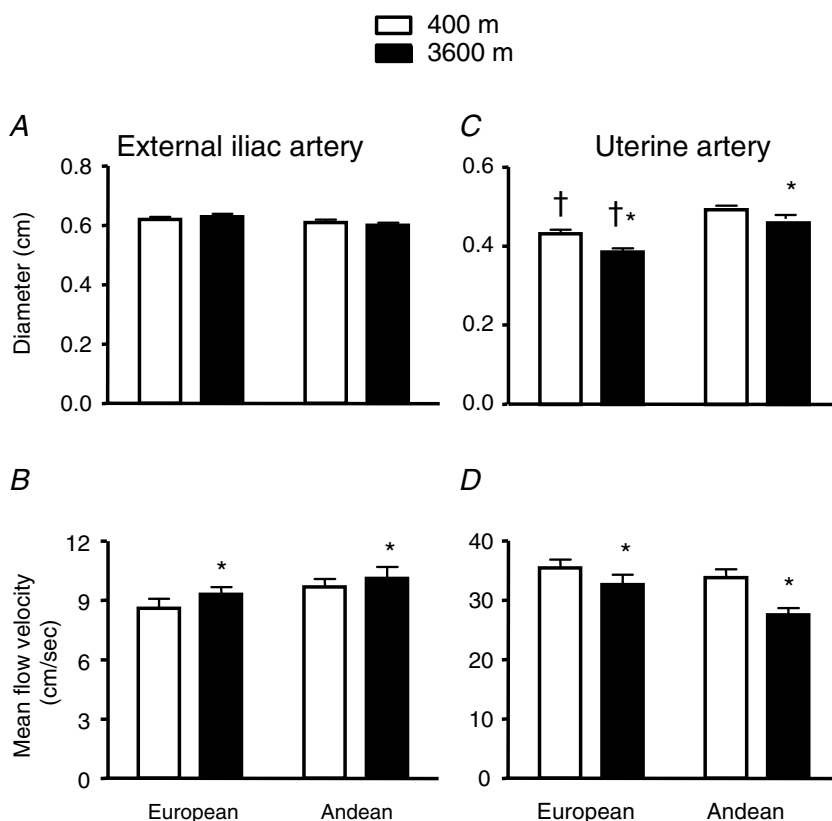 400 m
3600 m
A
External iliac artery
Diameter (cm)
0.8
0.6
0.4
0.2
0.0
C
Uterine artery
0.6
†
†*
*
0.4
0.2
0.0
B
Mean flow velocity
(cm/sec)
12
9
6
3
0
*
*
European
Andean
D
40
30
20
10
0
*
*
European
Andean